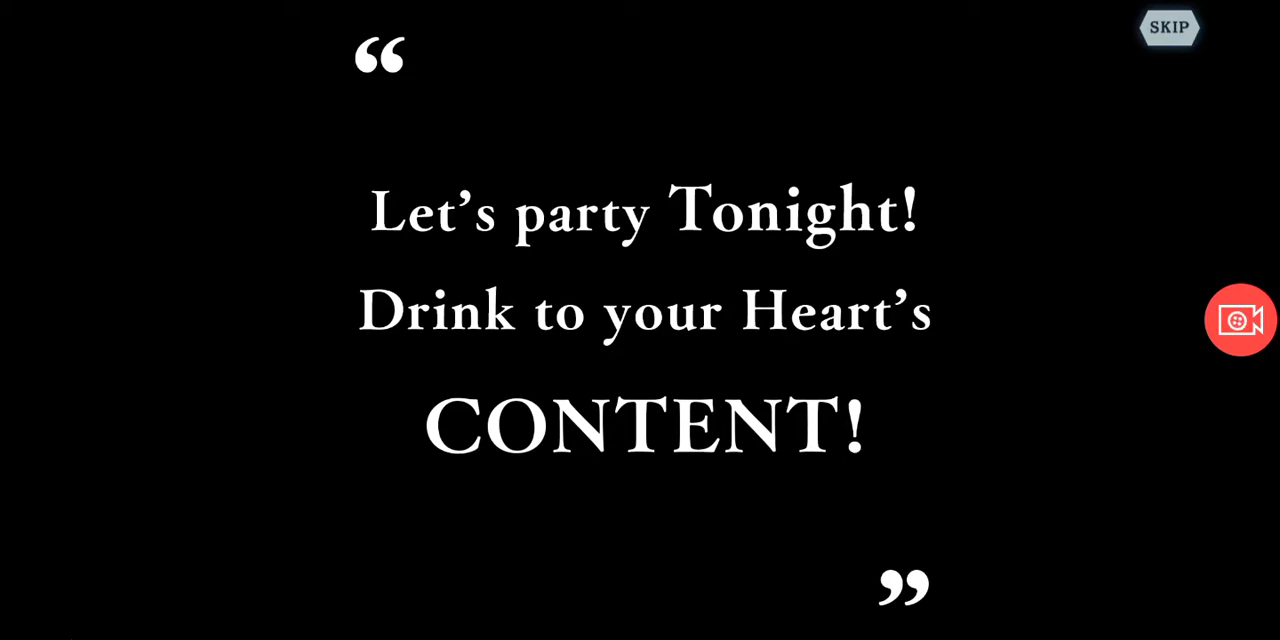 SKIP
“
Let’s party Tonight!
Drink to your Heart’s
CONTENT!
”